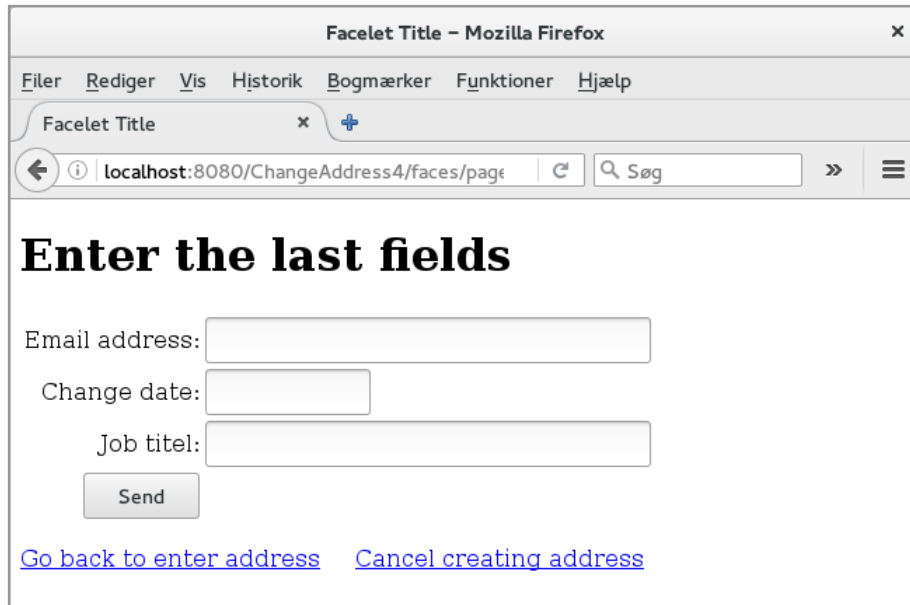 Facelet Title – Mozilla Firefox
Filer Rediger Vis Historik Bogmærker Funktioner Hjælp
Facelet Title
localhost:8080/ChangeAddress4/faces/page Søg
Enter the last fields
Email address:
Change date:
Job titel:
Send
Go back to enter address Cancel creating address